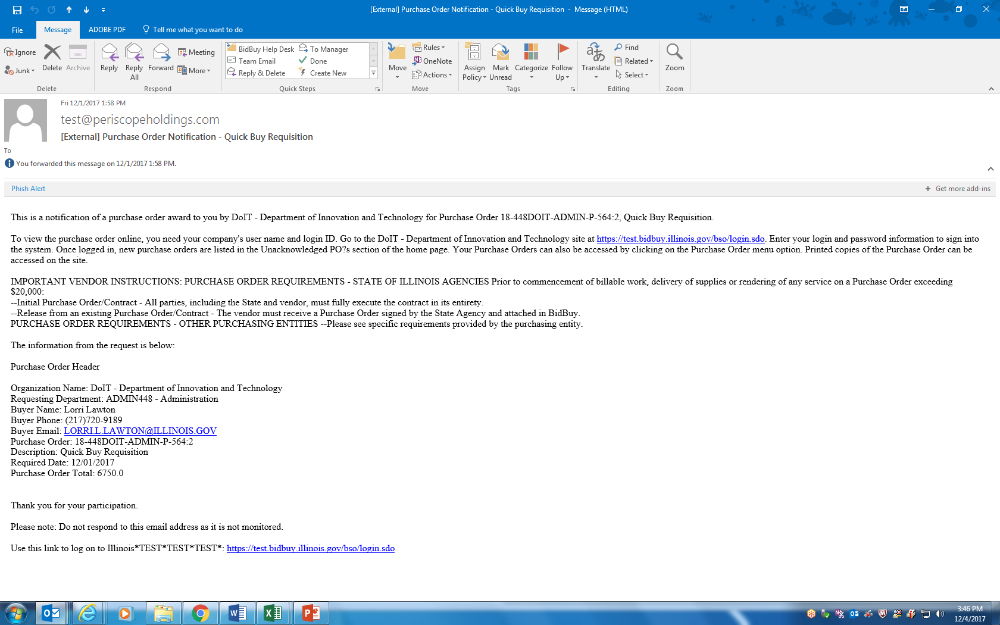 [External] Purchase Order Notification - Quick Buy Requisition - Message (HTML)
File Message ADOBE PDF Tell me what you want to do
Ignore
Junk
Delete
Archive
Delete
Reply
Reply All
Forward
Meeting
More
Respond
BidBuy Help Desk
Team Email
Reply & Delete
To Manager
Done
Create New
Quick Steps
Move
Rules
OneNote
Actions
Move
Assign Policy
Mark Unread
Categorize
Follow Up
Tags
Translate
Find
Related
Select
Editing
Zoom
Zoom
Fri 12/1/2017 1:58 PM
test@periscopeholdings.com
[External] Purchase Order Notification - Quick Buy Requisition
To
You forwarded this message on 12/1/2017 1:58 PM.
Phish Alert
+ Get more add-ins
This is a notification of a purchase order award to you by DoIT - Department of Innovation and Technology for Purchase Order 18-448DOIT-ADMIN-P-564:2, Quick Buy Requisition.
To view the purchase order online, you need your company's user name and login ID. Go to the DoIT - Department of Innovation and Technology site at https://test.bidbuy.illinois.gov/bso/login.sdo. Enter your login and password information to sign into
the system. Once logged in, new purchase orders are listed in the Unacknowledged PO?s section of the home page. Your Purchase Orders can also be accessed by clicking on the Purchase Order menu option. Printed copies of the Purchase Order can be
accessed on the site.
IMPORTANT VENDOR INSTRUCTIONS: PURCHASE ORDER REQUIREMENTS - STATE OF ILLINOIS AGENCIES Prior to commencement of billable work, delivery of supplies or rendering of any service on a Purchase Order exceeding
$20,000:
--Initial Purchase Order/Contract - All parties, including the State and vendor, must fully execute the contract in its entirety.
--Release from an existing Purchase Order/Contract - The vendor must receive a Purchase Order signed by the State Agency and attached in BidBuy.
PURCHASE ORDER REQUIREMENTS - OTHER PURCHASING ENTITIES --Please see specific requirements provided by the purchasing entity.
The information from the request is below:
Purchase Order Header
Organization Name: DoIT - Department of Innovation and Technology
Requesting Department: ADMIN448 - Administration
Buyer Name: Lorri Lawton
Buyer Phone: (217)720-9189
Buyer Email: LORRI.L.LAWTON@ILLINOIS.GOV
Purchase Order: 18-448DOIT-ADMIN-P-564:2
Description: Quick Buy Requisition
Required Date: 12/01/2017
Purchase Order Total: 6750.0
Thank you for your participation.
Please note: Do not respond to this email address as it is not monitored.
Use this link to log on to Illinois*TEST*TEST*TEST*: https://test.bidbuy.illinois.gov/bso/login.sdo
3:46 PM
12/4/2017